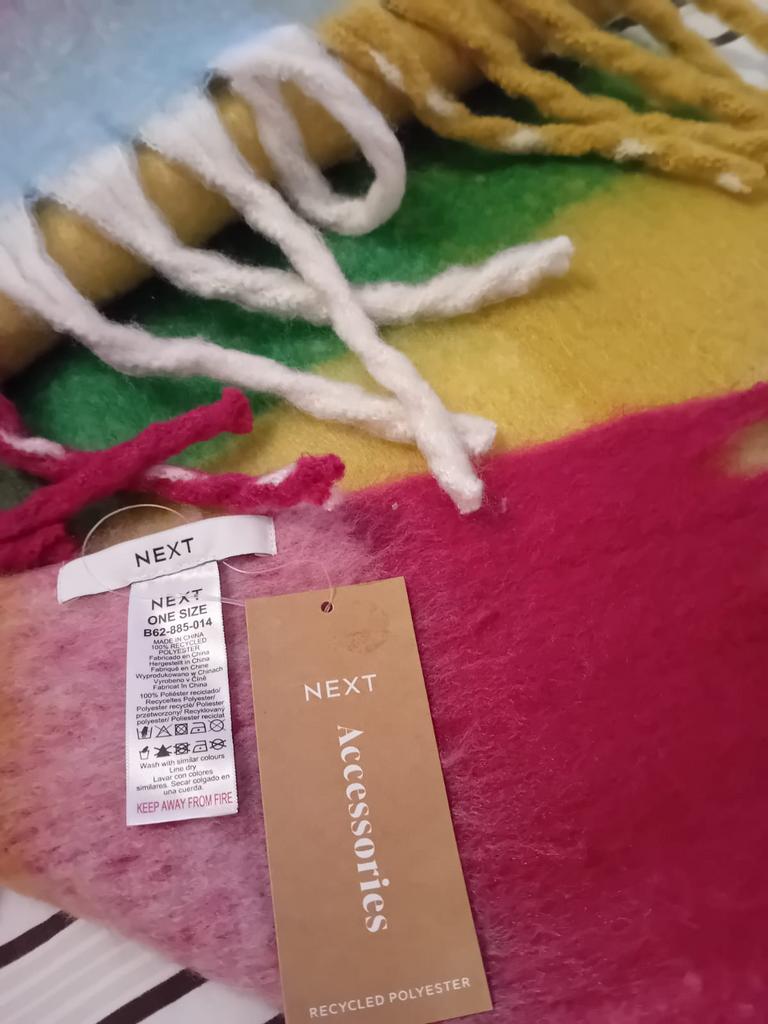 NEXT
NEXT
ONE SIZE
B62-885-014
MADE IN CHINA
100% RECYCLED
POLYESTER
Fabricado en China
Hergestellt in China
Fabriqué en Chine
Wyprodukowano w Chinach
Vyrobeno v Číně
Fabricat în China
100% Poliéster reciclado/
Recyceltes Polyester/
Polyester recyclé/ Poliester
przetworzony/ Recyklovaný
polyester/ Poliester reciclat
Wash with similar colours
Line dry
Lavar con colores
similares. Secar colgado en
una cuerda.
KEEP AWAY FROM FIRE
NEXT
Accessories
RECYCLED POLYESTER